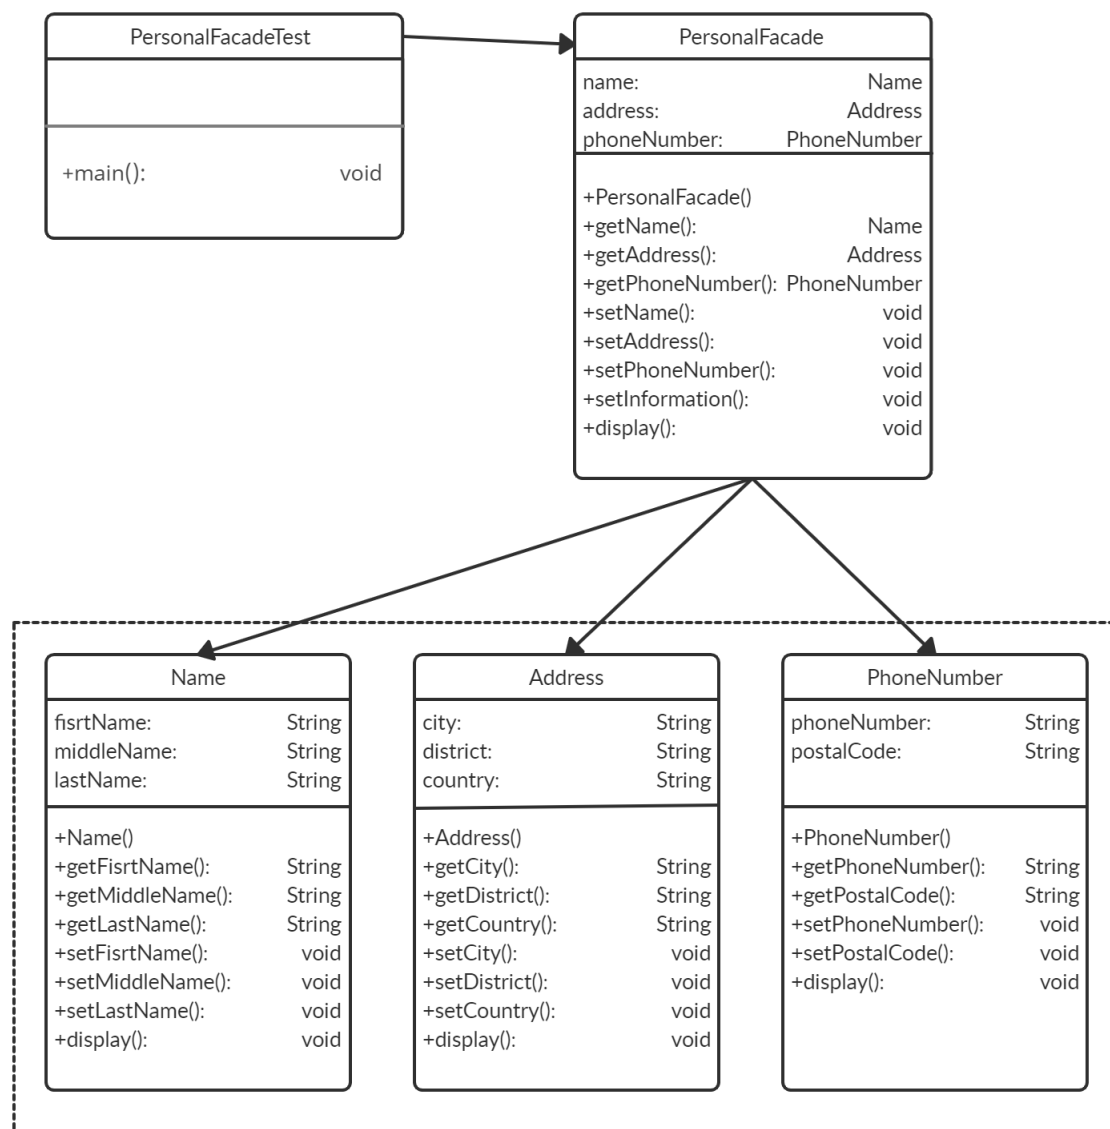 PersonalFacadeTest
+main(): void
PersonalFacade
name: Name
address: Address
phoneNumber: PhoneNumber
+PersonalFacade()
+getName(): Name
+getAddress(): Address
+getPhoneNumber(): PhoneNumber
+setName(): void
+setAddress(): void
+setPhoneNumber(): void
+setInformation(): void
+display(): void
Name
fisrtName: String
middleName: String
lastName: String
+Name()
+getFisrtName(): String
+getMiddleName(): String
+getLastName(): String
+setFisrtName(): void
+setMiddleName(): void
+setLastName(): void
+display(): void
Address
city: String
district: String
country: String
+Address()
+getCity(): String
+getDistrict(): String
+getCountry(): String
+setCity(): void
+setDistrict(): void
+setCountry(): void
+display(): void
PhoneNumber
phoneNumber: String
postalCode: String
+PhoneNumber()
+getPhoneNumber(): String
+getPostalCode(): String
+setPhoneNumber(): void
+setPostalCode(): void
+display(): void